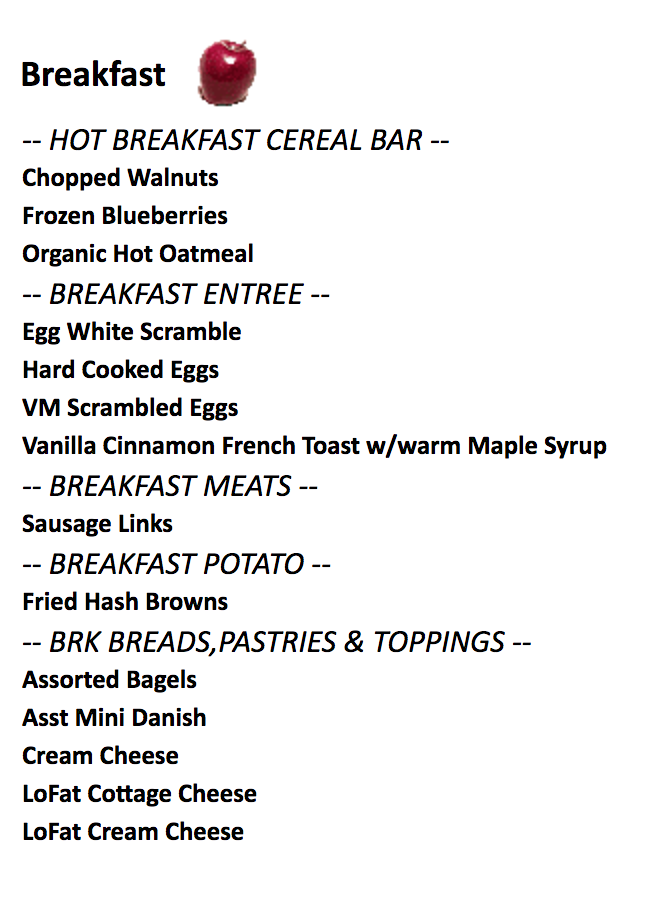 Breakfast
-- HOT BREAKFAST CEREAL BAR --
Chopped Walnuts
Frozen Blueberries
Organic Hot Oatmeal
-- BREAKFAST ENTREE --
Egg White Scramble
Hard Cooked Eggs
VM Scrambled Eggs
Vanilla Cinnamon French Toast w/warm Maple Syrup
-- BREAKFAST MEATS --
Sausage Links
-- BREAKFAST POTATO --
Fried Hash Browns
-- BRK BREADS,PASTRIES & TOPPINGS --
Assorted Bagels
Asst Mini Danish
Cream Cheese
LoFat Cottage Cheese
LoFat Cream Cheese